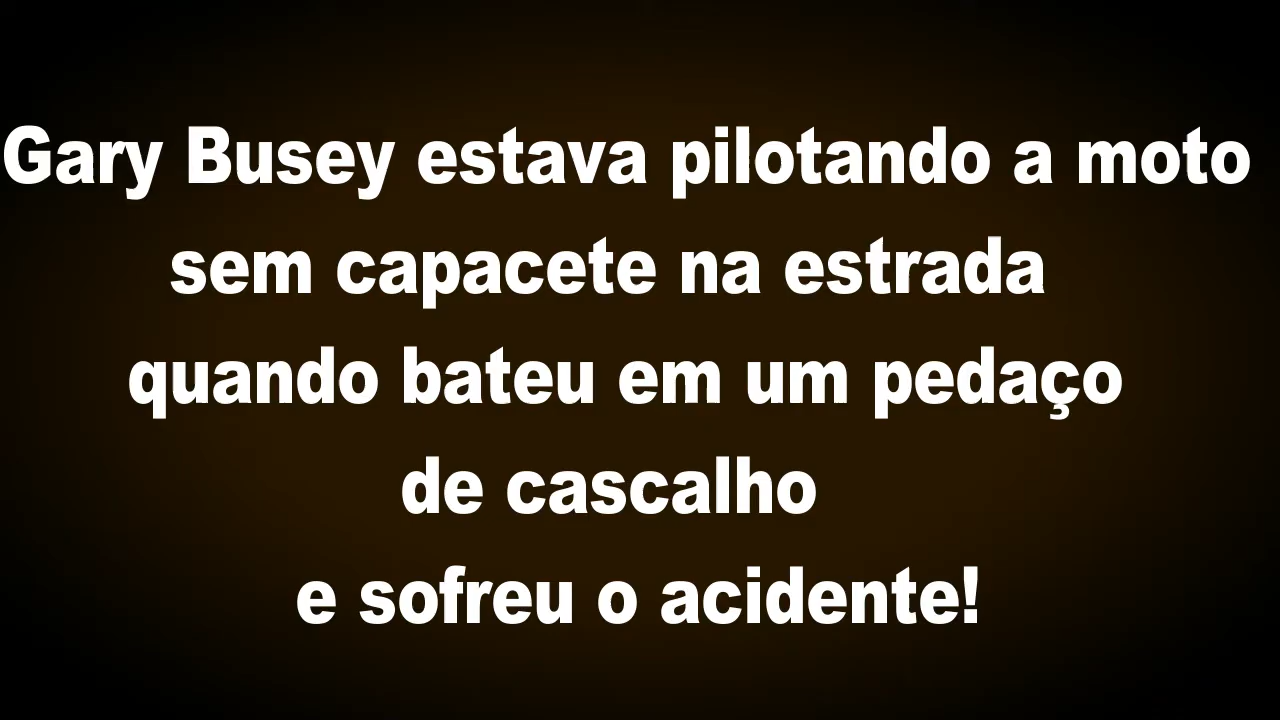 Gary Busey estava pilotando a moto
sem capacete na estrada
quando bateu em um pedaço
de cascalho
e sofreu o acidente!